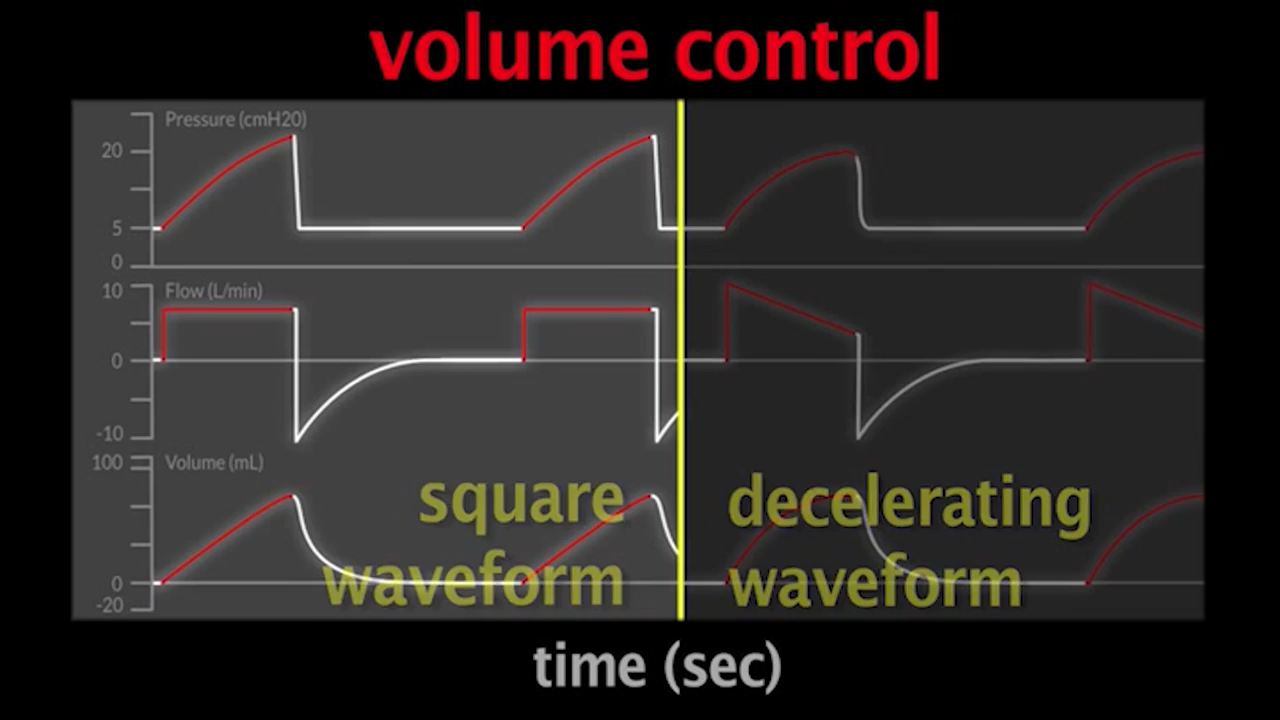 volume control
Pressure (cmH20)
20
5
0
10
Flow (L/min)
0
-10
100
Volume (mL)
square
waveform
decelerating
waveform
0
-20
time (sec)